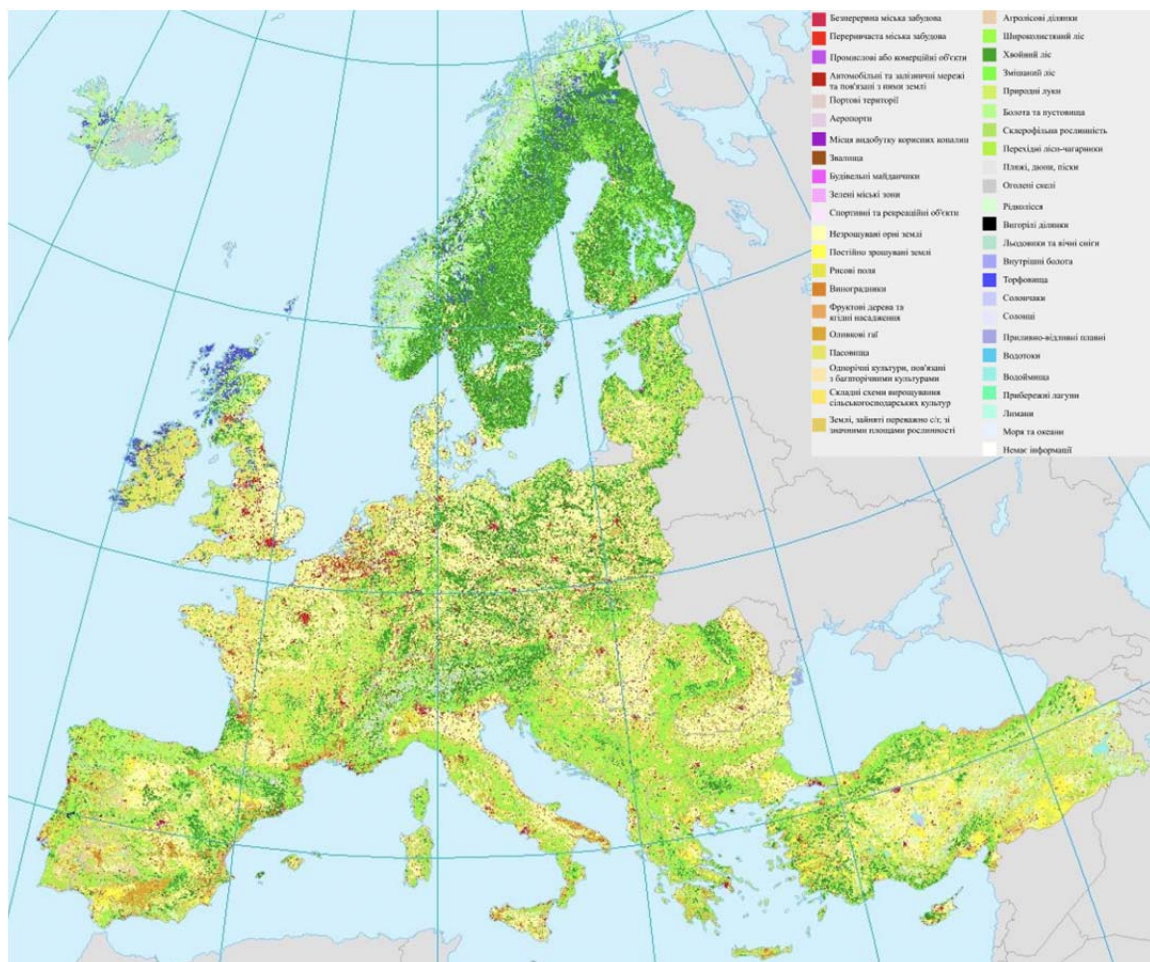 Безперервна міська забудова
Переривчаста міська забудова
Промислові або комерційні об'єкти
Автомобільні та залізничні мережі
та пов'язані з ними землі
Портові території
Аеропорти
Місця видобутку корисних копалин
Звалища
Будівельні майданчики
Зелені міські зони
Спортивні та рекреаційні об'єкти
Незрошувані орні землі
Постійно зрошувані землі
Рисові поля
Виноградники
Фруктові дерева та
ягідні насадження
Оливкові гаї
Пасовища
Однорічні культури, пов'язані
з багаторічними культурами
Складні схеми вирощування
сільськогосподарських культур
Землі, зайняті переважно с/г, зі
значними площами рослинності
Агролісові ділянки
Широколистяний ліс
Хвойний ліс
Змішаний ліс
Природні луки
Болота та пустовища
Склерофільна рослинність
Перехідні ліси-чагарники
Пляжі, дюни, піски
Оголені скелі
Рідколісся
Вигорілі ділянки
Льодовики та вічні сніги
Внутрішні болота
Торфовища
Солончаки
Солонці
Приливно-відливні плавні
Водотоки
Водоймища
Прибережні лагуни
Лимани
Моря та океани
Немає інформації